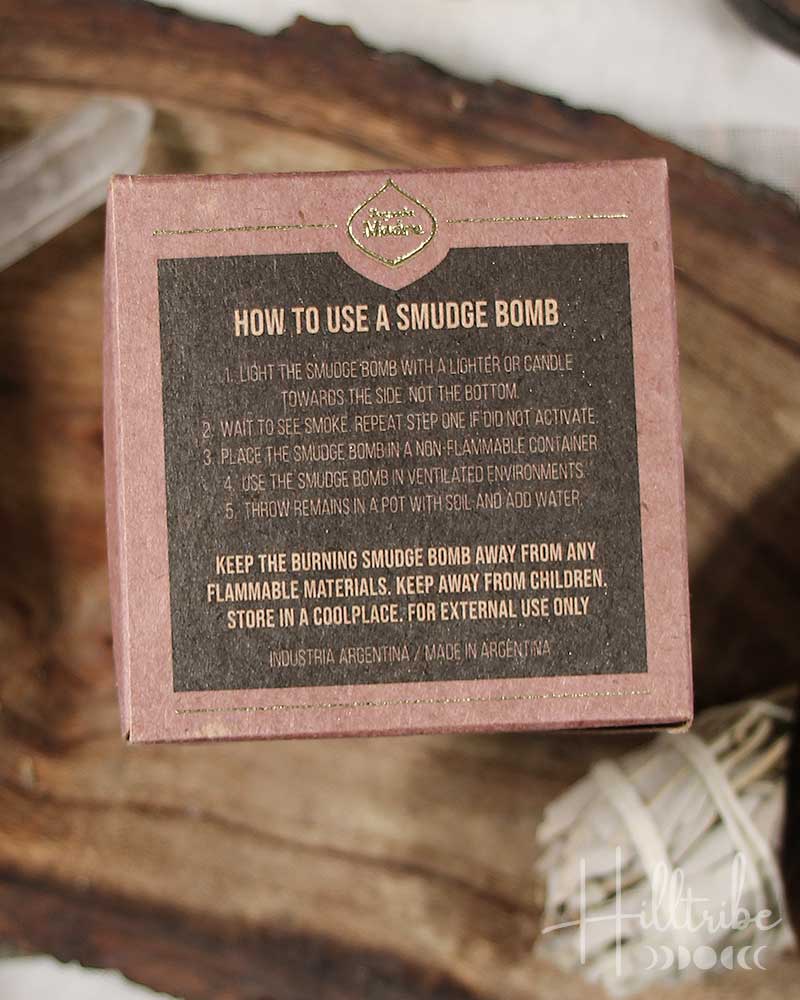 Sagrada
Madre
HOW TO USE A SMUDGE BOMB
1. LIGHT THE SMUDGE BOMB WITH A LIGHTER OR CANDLE
TOWARDS THE SIDE, NOT THE BOTTOM.
2. WAIT TO SEE SMOKE. REPEAT STEP ONE IF DID NOT ACTIVATE.
3. PLACE THE SMUDGE BOMB IN A NON-FLAMMABLE CONTAINER
4. USE THE SMUDGE BOMB IN VENTILATED ENVIRONMENTS.
5. THROW REMAINS IN A POT WITH SOIL AND ADD WATER.
KEEP THE BURNING SMUDGE BOMB AWAY FROM ANY
FLAMMABLE MATERIALS. KEEP AWAY FROM CHILDREN.
STORE IN A COOLPLACE. FOR EXTERNAL USE ONLY
INDUSTRIA ARGENTINA / MADE IN ARGENTINA
Hilltribe